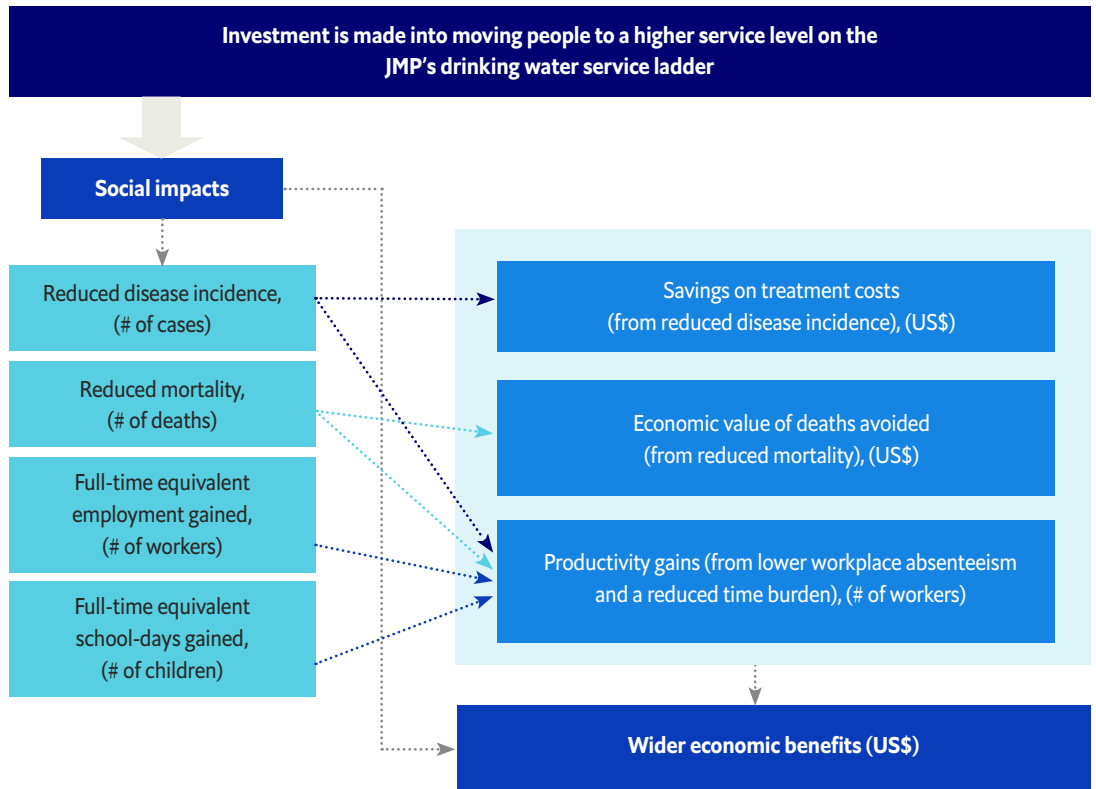 Investment is made into moving people to a higher service level on the
JMP's drinking water service ladder
Social impacts
Reduced disease incidence,
(# of cases)
Reduced mortality,
(# of deaths)
Full-time equivalent
employment gained,
(# of workers)
Full-time equivalent
school-days gained,
(# of children)
Savings on treatment costs
(from reduced disease incidence), (US$)
Economic value of deaths avoided
(from reduced mortality), (US$)
Productivity gains (from lower workplace absenteeism
and a reduced time burden), (# of workers)
Wider economic benefits (US$)